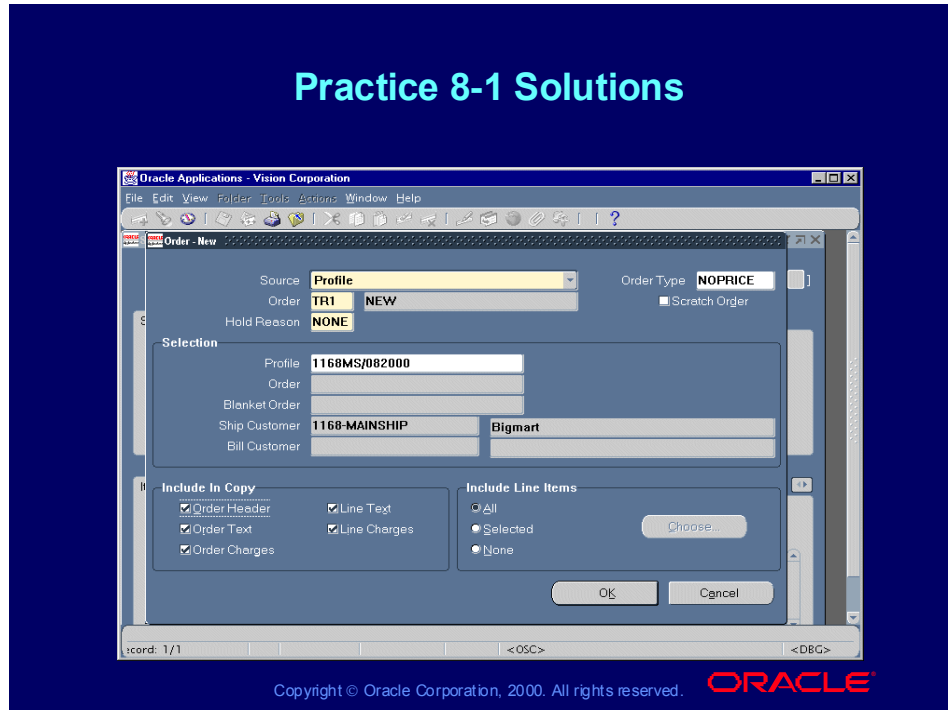 Practice 8-1 Solutions
Oracle Applications - Vision Corporation
File Edit View Folder Tools Actions Window Help
Order - New
Source Profile Order Type NOPRICE ]
Order TR1 NEW Scratch Order
Hold Reason NONE
Selection
Profile 1168MS/082000
Order
Blanket Order
Ship Customer 1168-MAINSHIP Bigmart
Bill Customer
Include In Copy Include Line Items
Order Header Line Text All
Order Text Line Charges Selected Choose...
Order Charges None
OK Cancel
ecord: 1/1 <OSC> <DBG>
Copyright © Oracle Corporation, 2000. All rights reserved. ORACLE